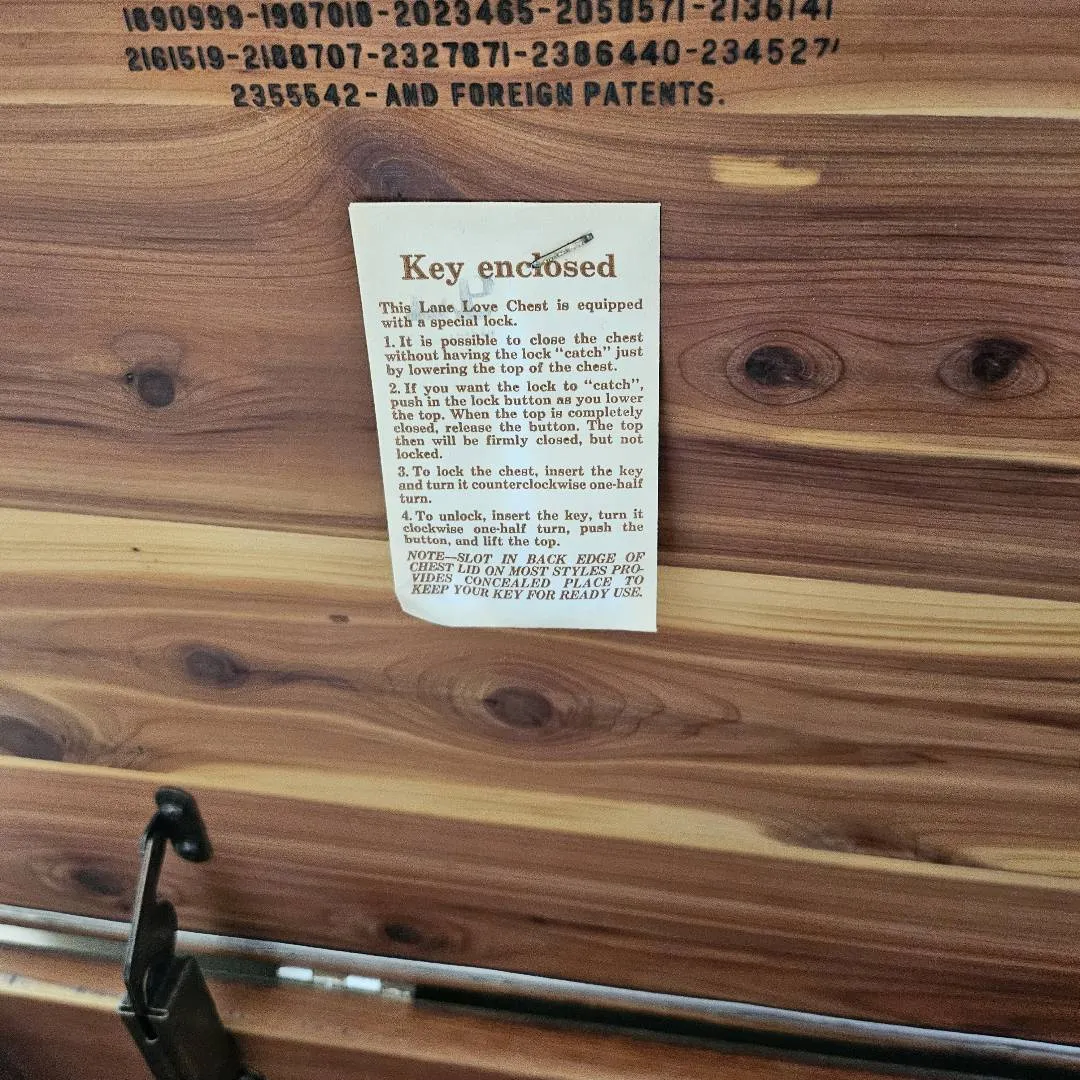 1890999-1987018-2023465-2058571-2136141
2161519-2188707-2327871-2386440-234527
2355542-AND FOREIGN PATENTS.
Key enclosed
This Lane Love Chest is equipped
with a special lock.
1. It is possible to close the chest
without having the lock "catch" just
by lowering the top of the chest.
2. If you want the lock to "catch",
push in the lock button as you lower
the top. When the top is completely
closed, release the button. The top
then will be firmly closed, but not
locked.
3. To lock the chest, insert the key
and turn it counterclockwise one-half
turn.
4. To unlock, insert the key, turn it
clockwise one-half turn, push the
button, and lift the top.
NOTE—SLOT IN BACK EDGE OF
CHEST LID ON MOST STYLES PRO-
VIDES CONCEALED PLACE TO
KEEP YOUR KEY FOR READY USE.